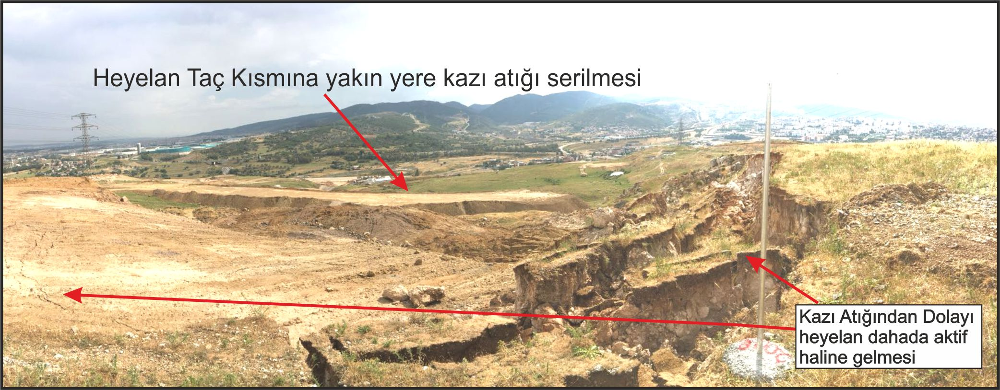 Heyelan Taç Kısmına yakın yere kazı atığı serilmesi
Kazı Atığından Dolayı
heyelan dahada aktif
haline gelmesi